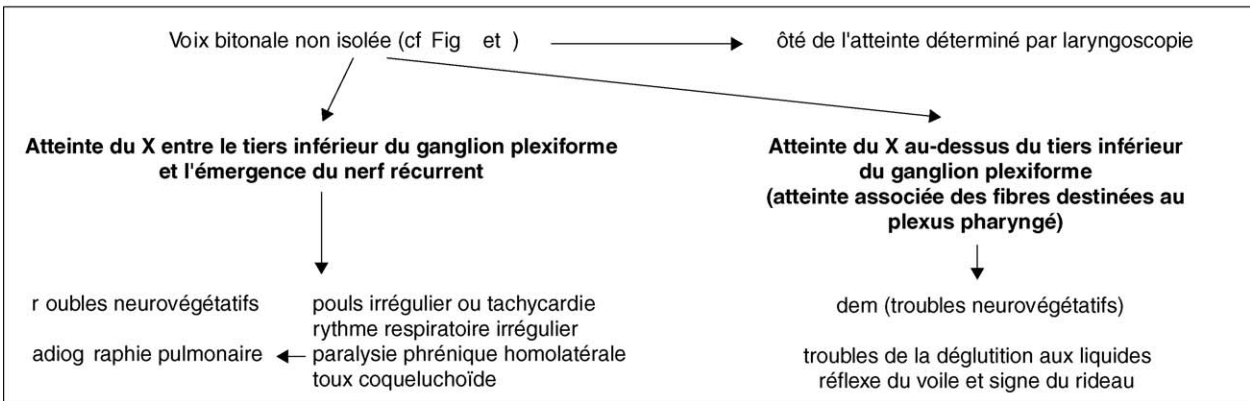 Voix bitonale non isolée (cf Fig et )
ôté de l'atteinte déterminé par laryngoscopie
Atteinte du X entre le tiers inférieur du ganglion plexiforme
et l'émergence du nerf récurrent
Atteinte du X au-dessus du tiers inférieur
du ganglion plexiforme
(atteinte associée des fibres destinées au
plexus pharyngé)
r oubles neurovégétatifs
pouls irrégulier ou tachycardie
rythme respiratoire irrégulier
adiog raphie pulmonaire
paralysie phrénique homolatérale
toux coqueluchoïde
dem (troubles neurovégétatifs)
troubles de la déglutition aux liquides
réflexe du voile et signe du rideau